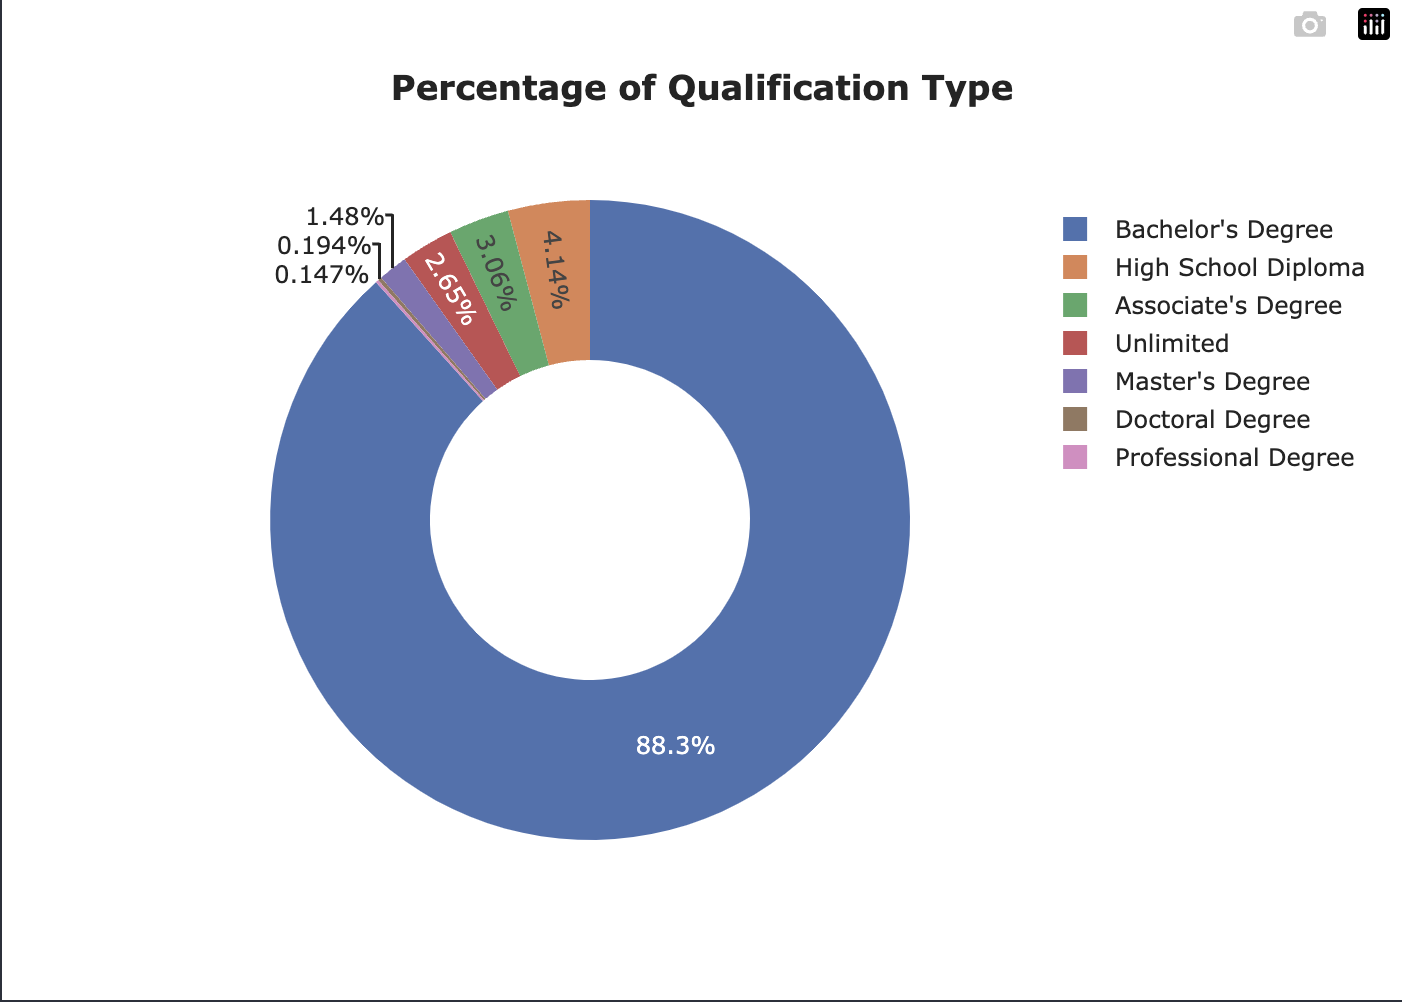 Percentage of Qualification Type
1.48%
0.194%
0.147%
2.65%
3.06%
4.14%
88.3%
Bachelor's Degree
High School Diploma
Associate's Degree
Unlimited
Master's Degree
Doctoral Degree
Professional Degree